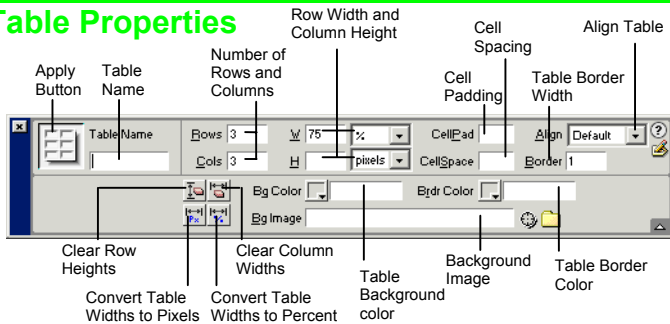 Table Properties
Row Width and
Column Height
Cell
Spacing
Align Table
Number of
Rows and
Columns
Apply
Button
Table
Name
Cell
Padding
Table Border
Width
Table Name
Rows 3
W 75 %
CellPad
Align Default
Cols 3
H pixels
CellSpace
Border 1
Bg Color
Brdr Color
Px %
Bg Image
Clear Row
Heights
Clear Column
Widths
Table
Background
color
Background
Image
Table Border
Color
Convert Table
Widths to Pixels
Convert Table
Widths to Percent